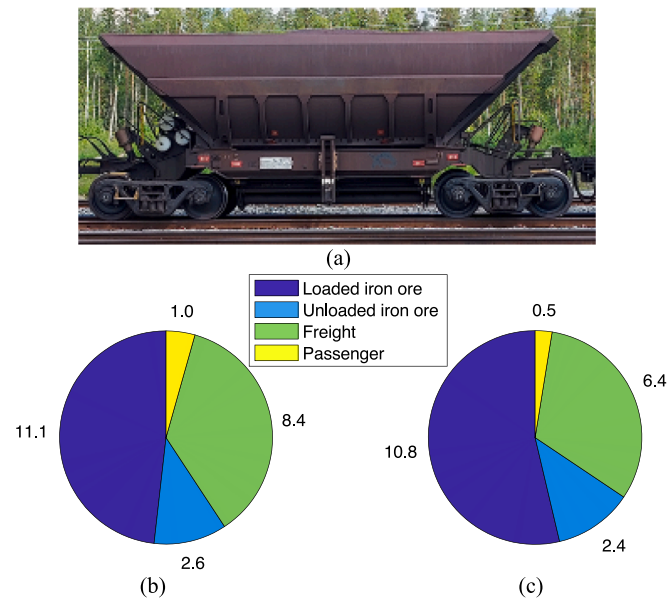 (a)
Loaded iron ore
Unloaded iron ore
Freight
Passenger
1.0
8.4
11.1
2.6
(b)
0.5
6.4
10.8
2.4
(c)